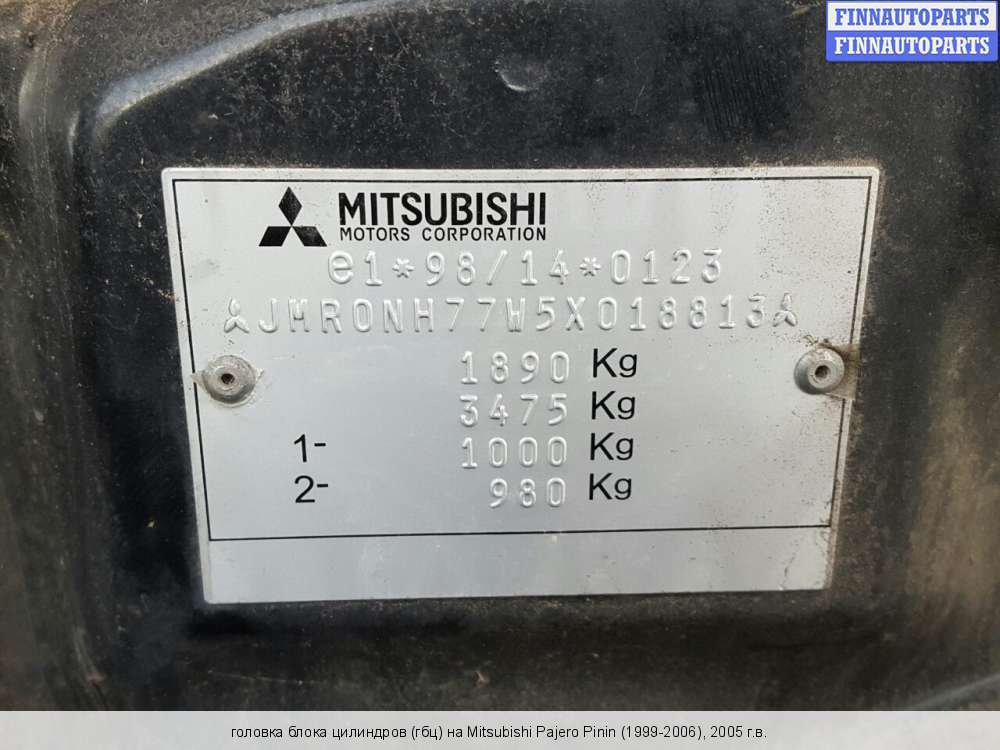 FINNAUTOPARTS
FINNAUTOPARTS
MITSUBISHI
MOTORS CORPORATION
e1*98/14*0123
JMR0NH77W5X018813
1890 Kg
3475 Kg
1- 1000 Kg
2- 980 Kg
головка блока цилиндров (гбц) на Mitsubishi Pajero Pinin (1999-2006), 2005 г.в.